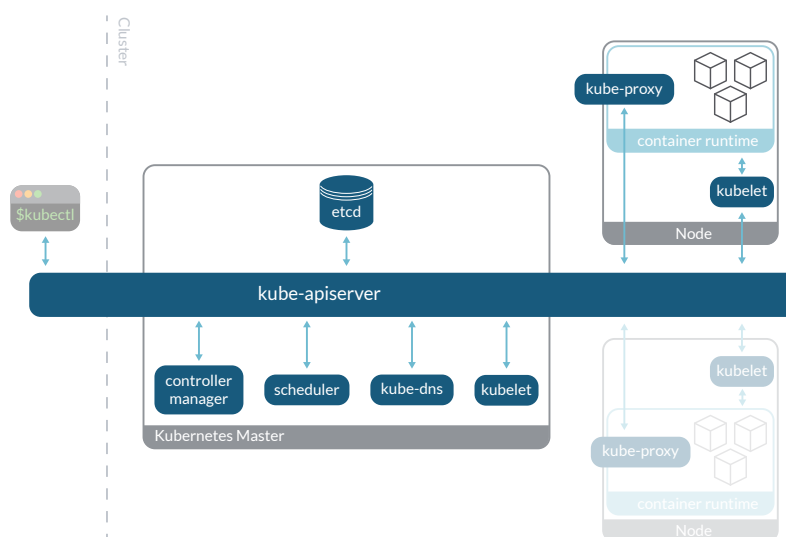 Cluster
kube-proxy
container runtime
kubelet
Node
$kubectl
etcd
kube-apiserver
controller
manager
scheduler
kube-dns
kubelet
Kubernetes Master
kubelet
kube-proxy
container runtime
Node